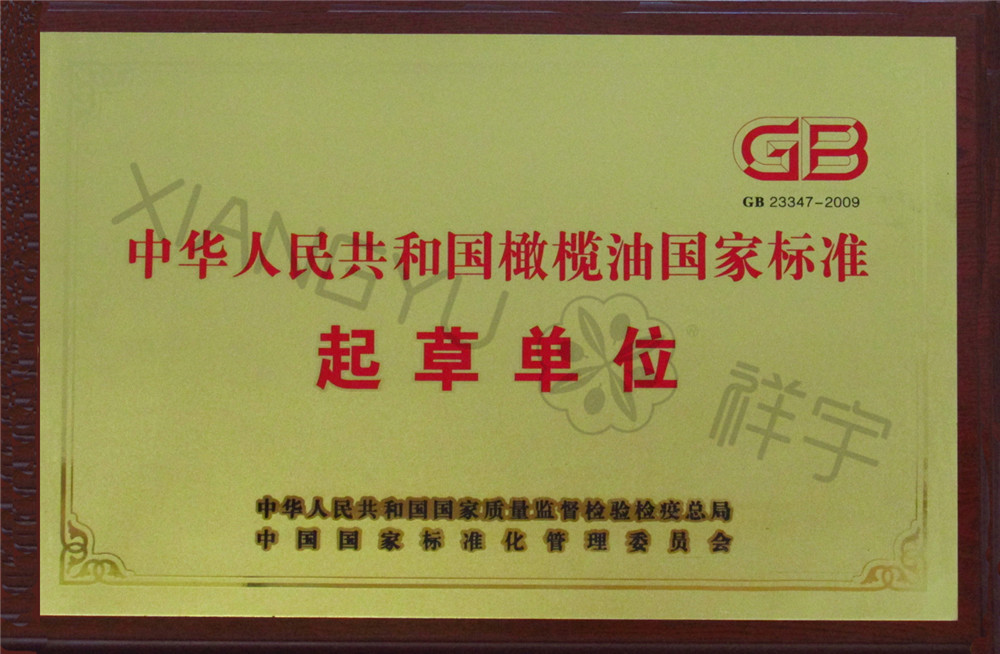 GB
GB 23347-2009
中华人民共和国橄榄油国家标准
起草单位
中华人民共和国国家质量监督检验检疫总局
中国国家标准化管理委员会
XIANGYU
®
祥宇